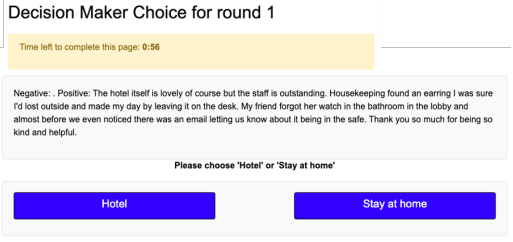 Decision Maker Choice for round 1
Time left to complete this page: 0:56
Negative: . Positive: The hotel itself is lovely of course but the staff is outstanding. Housekeeping found an earring I was sure
I'd lost outside and made my day by leaving it on the desk. My friend forgot her watch in the bathroom in the lobby and
almost before we even noticed there was an email letting us know about it being in the safe. Thank you so much for being so
kind and helpful.
Please choose 'Hotel' or 'Stay at home'
Hotel
Stay at home